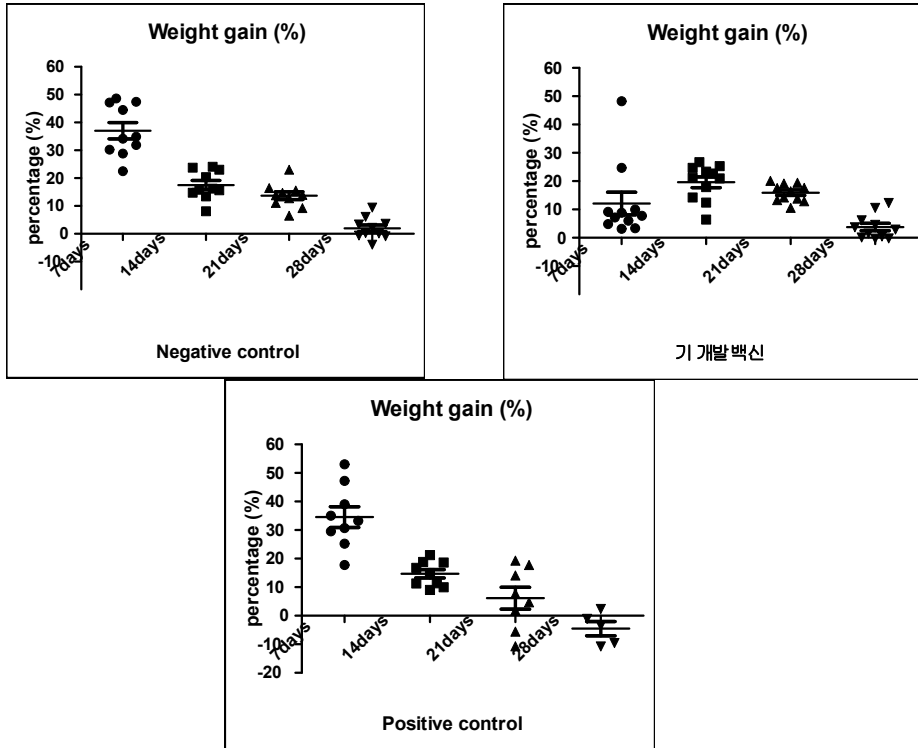 Weight gain (%)
percentage (%)
60
50
40
30
20
10
0
-10
7days
14days
21days
28days
Negative control
Weight gain (%)
percentage (%)
60
50
40
30
20
10
0
-10
7days
14days
21days
28days
기 개발 백신
Weight gain (%)
percentage (%)
60
50
40
30
20
10
0
-10
-20
7days
14days
21days
28days
Positive control